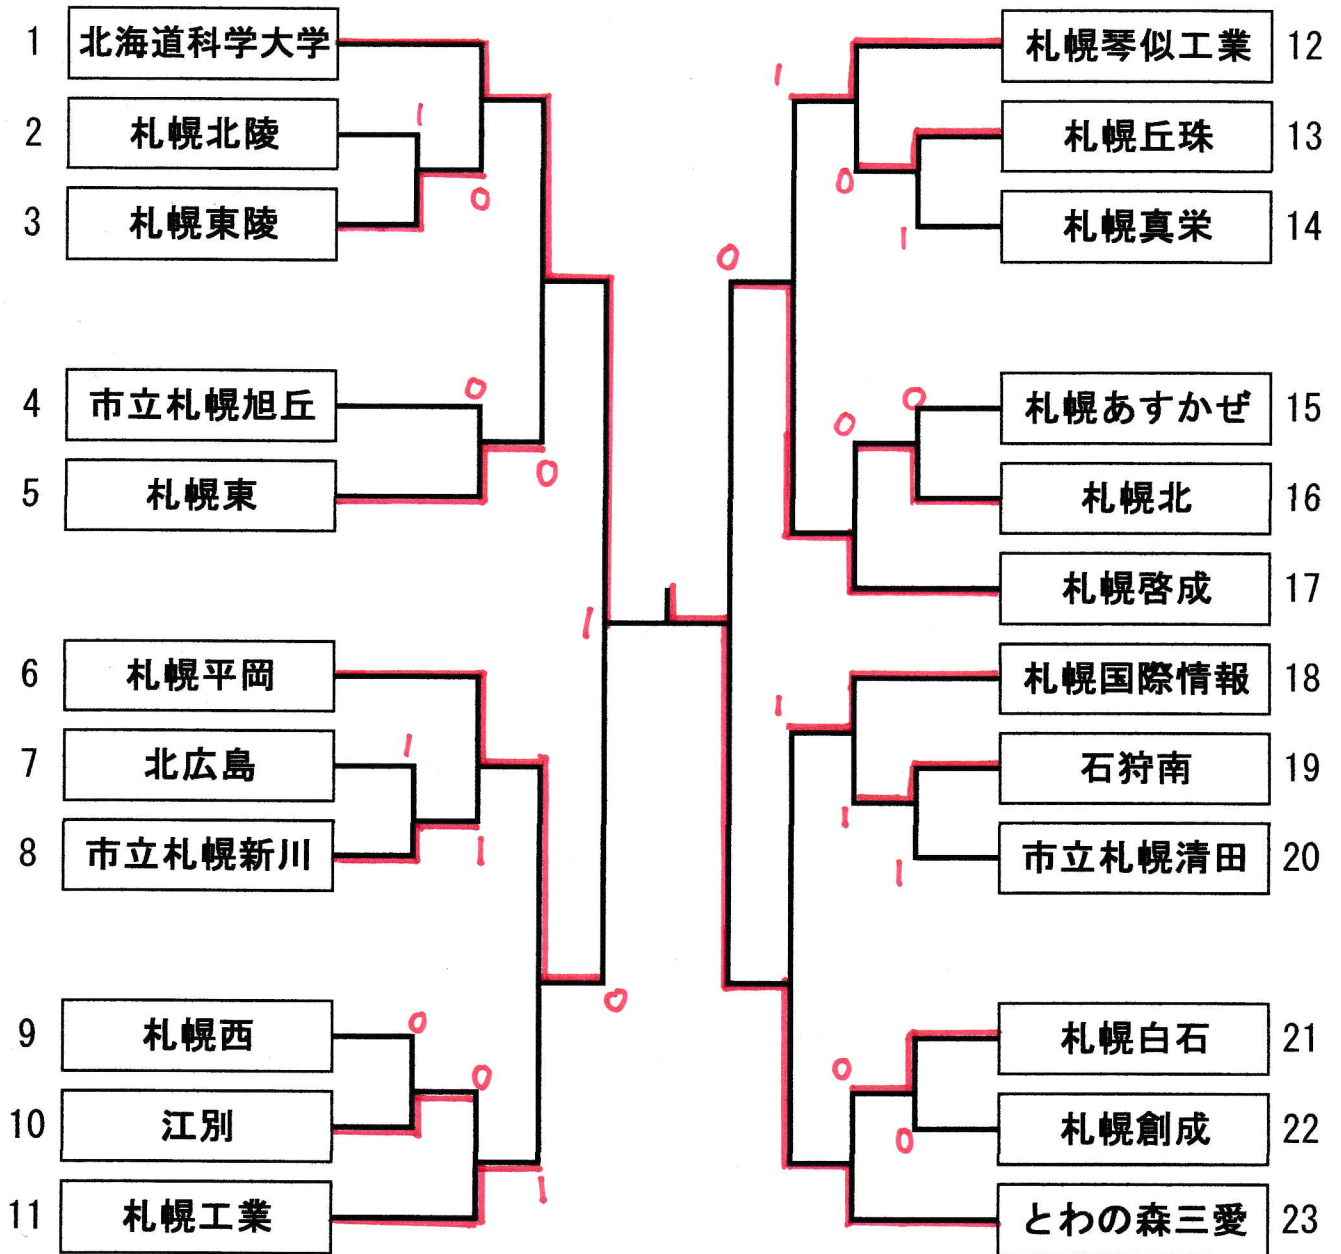 1 北海道科学大学
2 札幌北陵
1
3 札幌東陵
0
4 市立札幌旭丘
0
5 札幌東
0
1
6 札幌平岡
7 北広島
1
8 市立札幌新川
1
9 札幌西
0
0
0
10 江別
1
11 札幌工業
札幌琴似工業 12
1
札幌丘珠 13
0
札幌真栄 14
1
0
札幌あすかぜ 15
0
0
札幌北 16
札幌啓成 17
札幌国際情報 18
1
石狩南 19
1
市立札幌清田 20
1
札幌白石 21
0
札幌創成 22
0
とわの森三愛 23